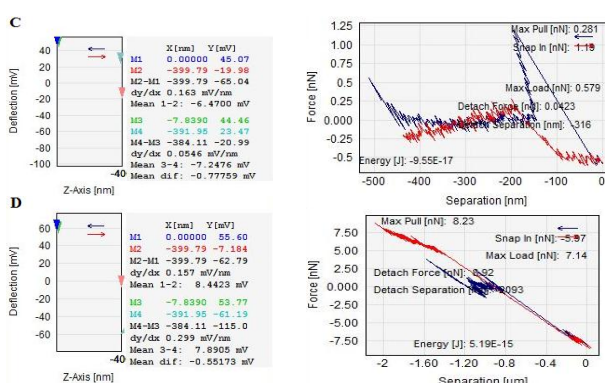 C
Deflection [mV]
40
20
0
-20
-40
-60
-80
-100
-40
Z-Axis [nm]
X[nm] Y[mV]
M1 0.00000 45.07
M2 -399.79 -19.98
M2-M1 -399.79 -65.04
dy/dx 0.163 mV/nm
Mean 1-2: -6.4700 mV
M3 -7.8390 44.46
M4 -391.95 23.47
M4-M3 -384.11 -20.99
dy/dx 0.0546 mV/nm
Mean 3-4: -7.2476 mV
Mean dif: -0.77759 mV
Force [nN]
1.25
1.00
0.75
0.5
0.25
0.000
-0.25
-0.5
Max Pull [nN]: 0.281
Snap In [nN]: 1.19
Max Load [nN]: 0.579
Detach Force [nN]: 0.0423
Detach Separation [nm]: -316
Energy [J]: -9.55E-17
-500 -400 -300 -200 -100 0
Separation [nm]
D
Deflection [mV]
60
40
20
0
-20
-40
-60
-40
Z-Axis [nm]
X[nm] Y[mV]
M1 0.00000 55.60
M2 -399.79 -7.184
M2-M1 -399.79 -62.79
dy/dx 0.157 mV/nm
Mean 1-2: 8.4423 mV
M3 -7.8390 53.77
M4 -391.95 -61.19
M4-M3 -384.11 -115.0
dy/dx 0.299 mV/nm
Mean 3-4: 7.8905 mV
Mean dif: -0.55173 mV
Force [nN]
7.50
5.00
2.50
0.00
-2.50
-5.00
-7.50
Max Pull [nN]: 8.23
Snap In [nN]: -5.97
Max Load [nN]: 7.14
Detach Force [nN]:
Detach Separation
Energy [J]: 5.19E-15
-2 -1.60 -1.20 -0.8 -0.4 0
Separation [µm]